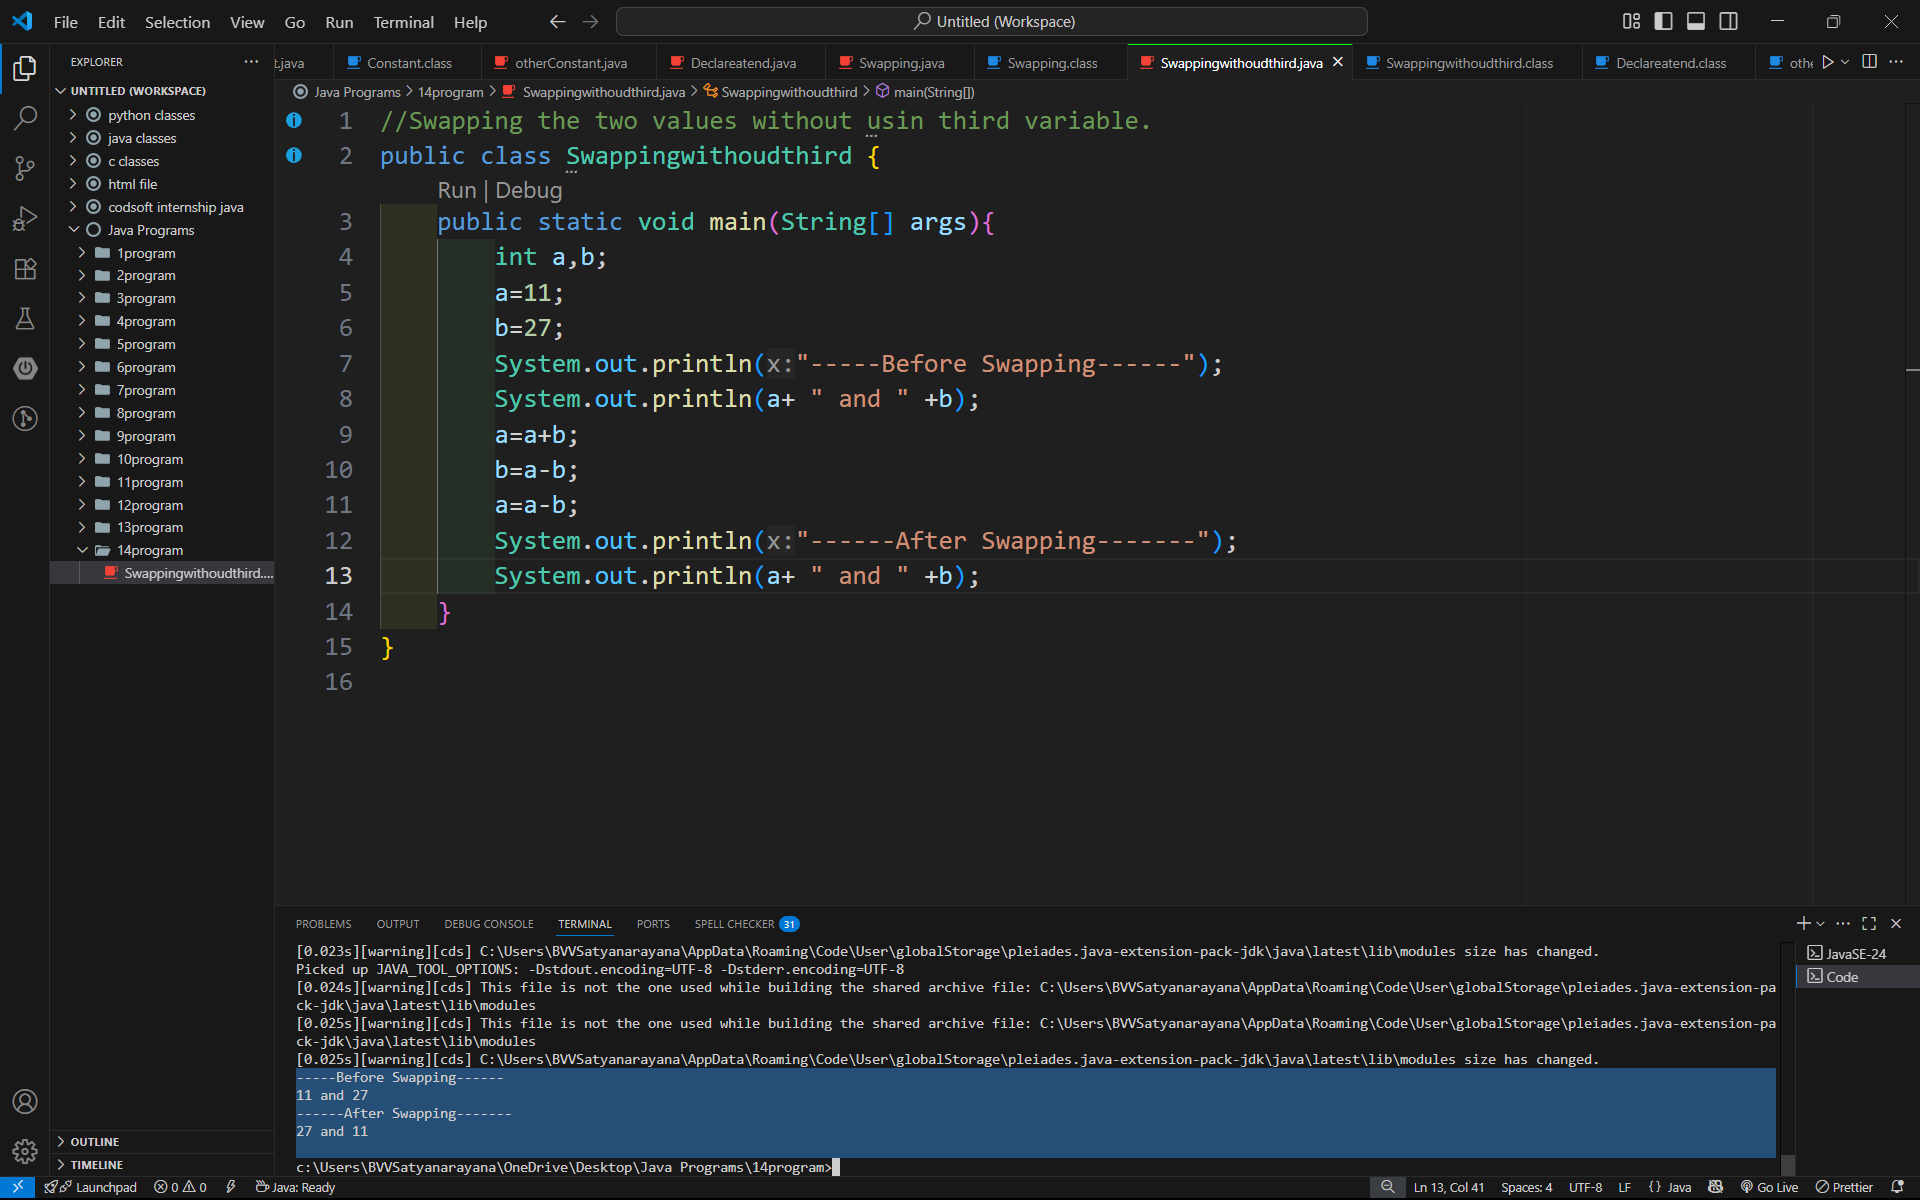 File Edit Selection View Go Run Terminal Help
Untitled (Workspace)
EXPLORER
UNTITLED (WORKSPACE)
python classes
java classes
c classes
html file
codsoft internship java
Java Programs
1program
2program
3program
4program
5program
6program
7program
8program
9program
10program
11program
12program
13program
14program
Swappingwithoudthird....
OUTLINE
TIMELINE
t.java Constant.class otherConstant.java Declareatend.java Swapping.java Swapping.class Swappingwithoudthird.java Swappingwithoudthird.class Declareatend.class othe
Java Programs > 14program > Swappingwithoudthird.java > Swappingwithoudthird > main(String[])
1 //Swapping the two values without usin third variable.
2 public class Swappingwithoudthird {
Run | Debug
3 public static void main(String[] args){
4 int a,b;
5 a=11;
6 b=27;
7 System.out.println(x:"-----Before Swapping------");
8 System.out.println(a+ " and " +b);
9 a=a+b;
10 b=a-b;
11 a=a-b;
12 System.out.println(x:"------After Swapping-------");
13 System.out.println(a+ " and " +b);
14 }
15 }
16
PROBLEMS OUTPUT DEBUG CONSOLE TERMINAL PORTS SPELL CHECKER 31
[0.023s][warning][cds] C:\Users\BVVSatyanarayana\AppData\Roaming\Code\User\globalStorage\pleiades.java-extension-pack-jdk\java\latest\lib\modules size has changed.
Picked up JAVA_TOOL_OPTIONS: -Dstdout.encoding=UTF-8 -Dstderr.encoding=UTF-8
[0.024s][warning][cds] This file is not the one used while building the shared archive file: C:\Users\BVVSatyanarayana\AppData\Roaming\Code\User\globalStorage\pleiades.java-extension-pa
ck-jdk\java\latest\lib\modules
[0.025s][warning][cds] This file is not the one used while building the shared archive file: C:\Users\BVVSatyanarayana\AppData\Roaming\Code\User\globalStorage\pleiades.java-extension-pa
ck-jdk\java\latest\lib\modules
[0.025s][warning][cds] C:\Users\BVVSatyanarayana\AppData\Roaming\Code\User\globalStorage\pleiades.java-extension-pack-jdk\java\latest\lib\modules size has changed.
-----Before Swapping------
11 and 27
------After Swapping-------
27 and 11
c:\Users\BVVSatyanarayana\OneDrive\Desktop\Java Programs\14program>
JavaSE-24
Code
Launchpad 0 0 Java: Ready Ln 13, Col 41 Spaces: 4 UTF-8 LF {} Java Go Live Prettier